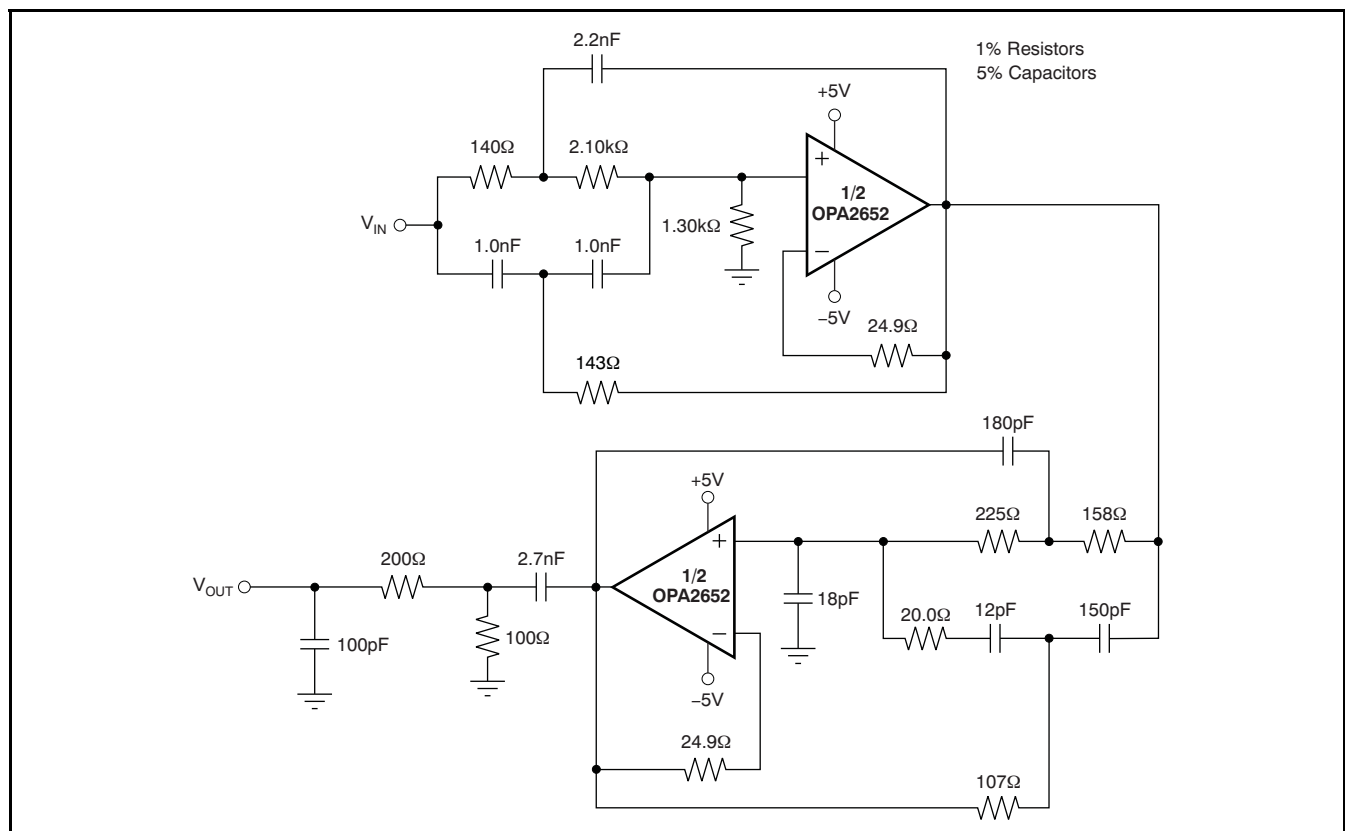 2.2nF
1% Resistors
5% Capacitors
+5V
140Ω
2.10kΩ
+
1/2
OPA2652
1.30kΩ
VIN
1.0nF
1.0nF
−
−5V
24.9Ω
143Ω
180pF
+5V
225Ω
158Ω
+
200Ω
2.7nF
1/2
OPA2652
VOUT
18pF
20.0Ω
12pF
150pF
−
100pF
100Ω
−5V
24.9Ω
107Ω